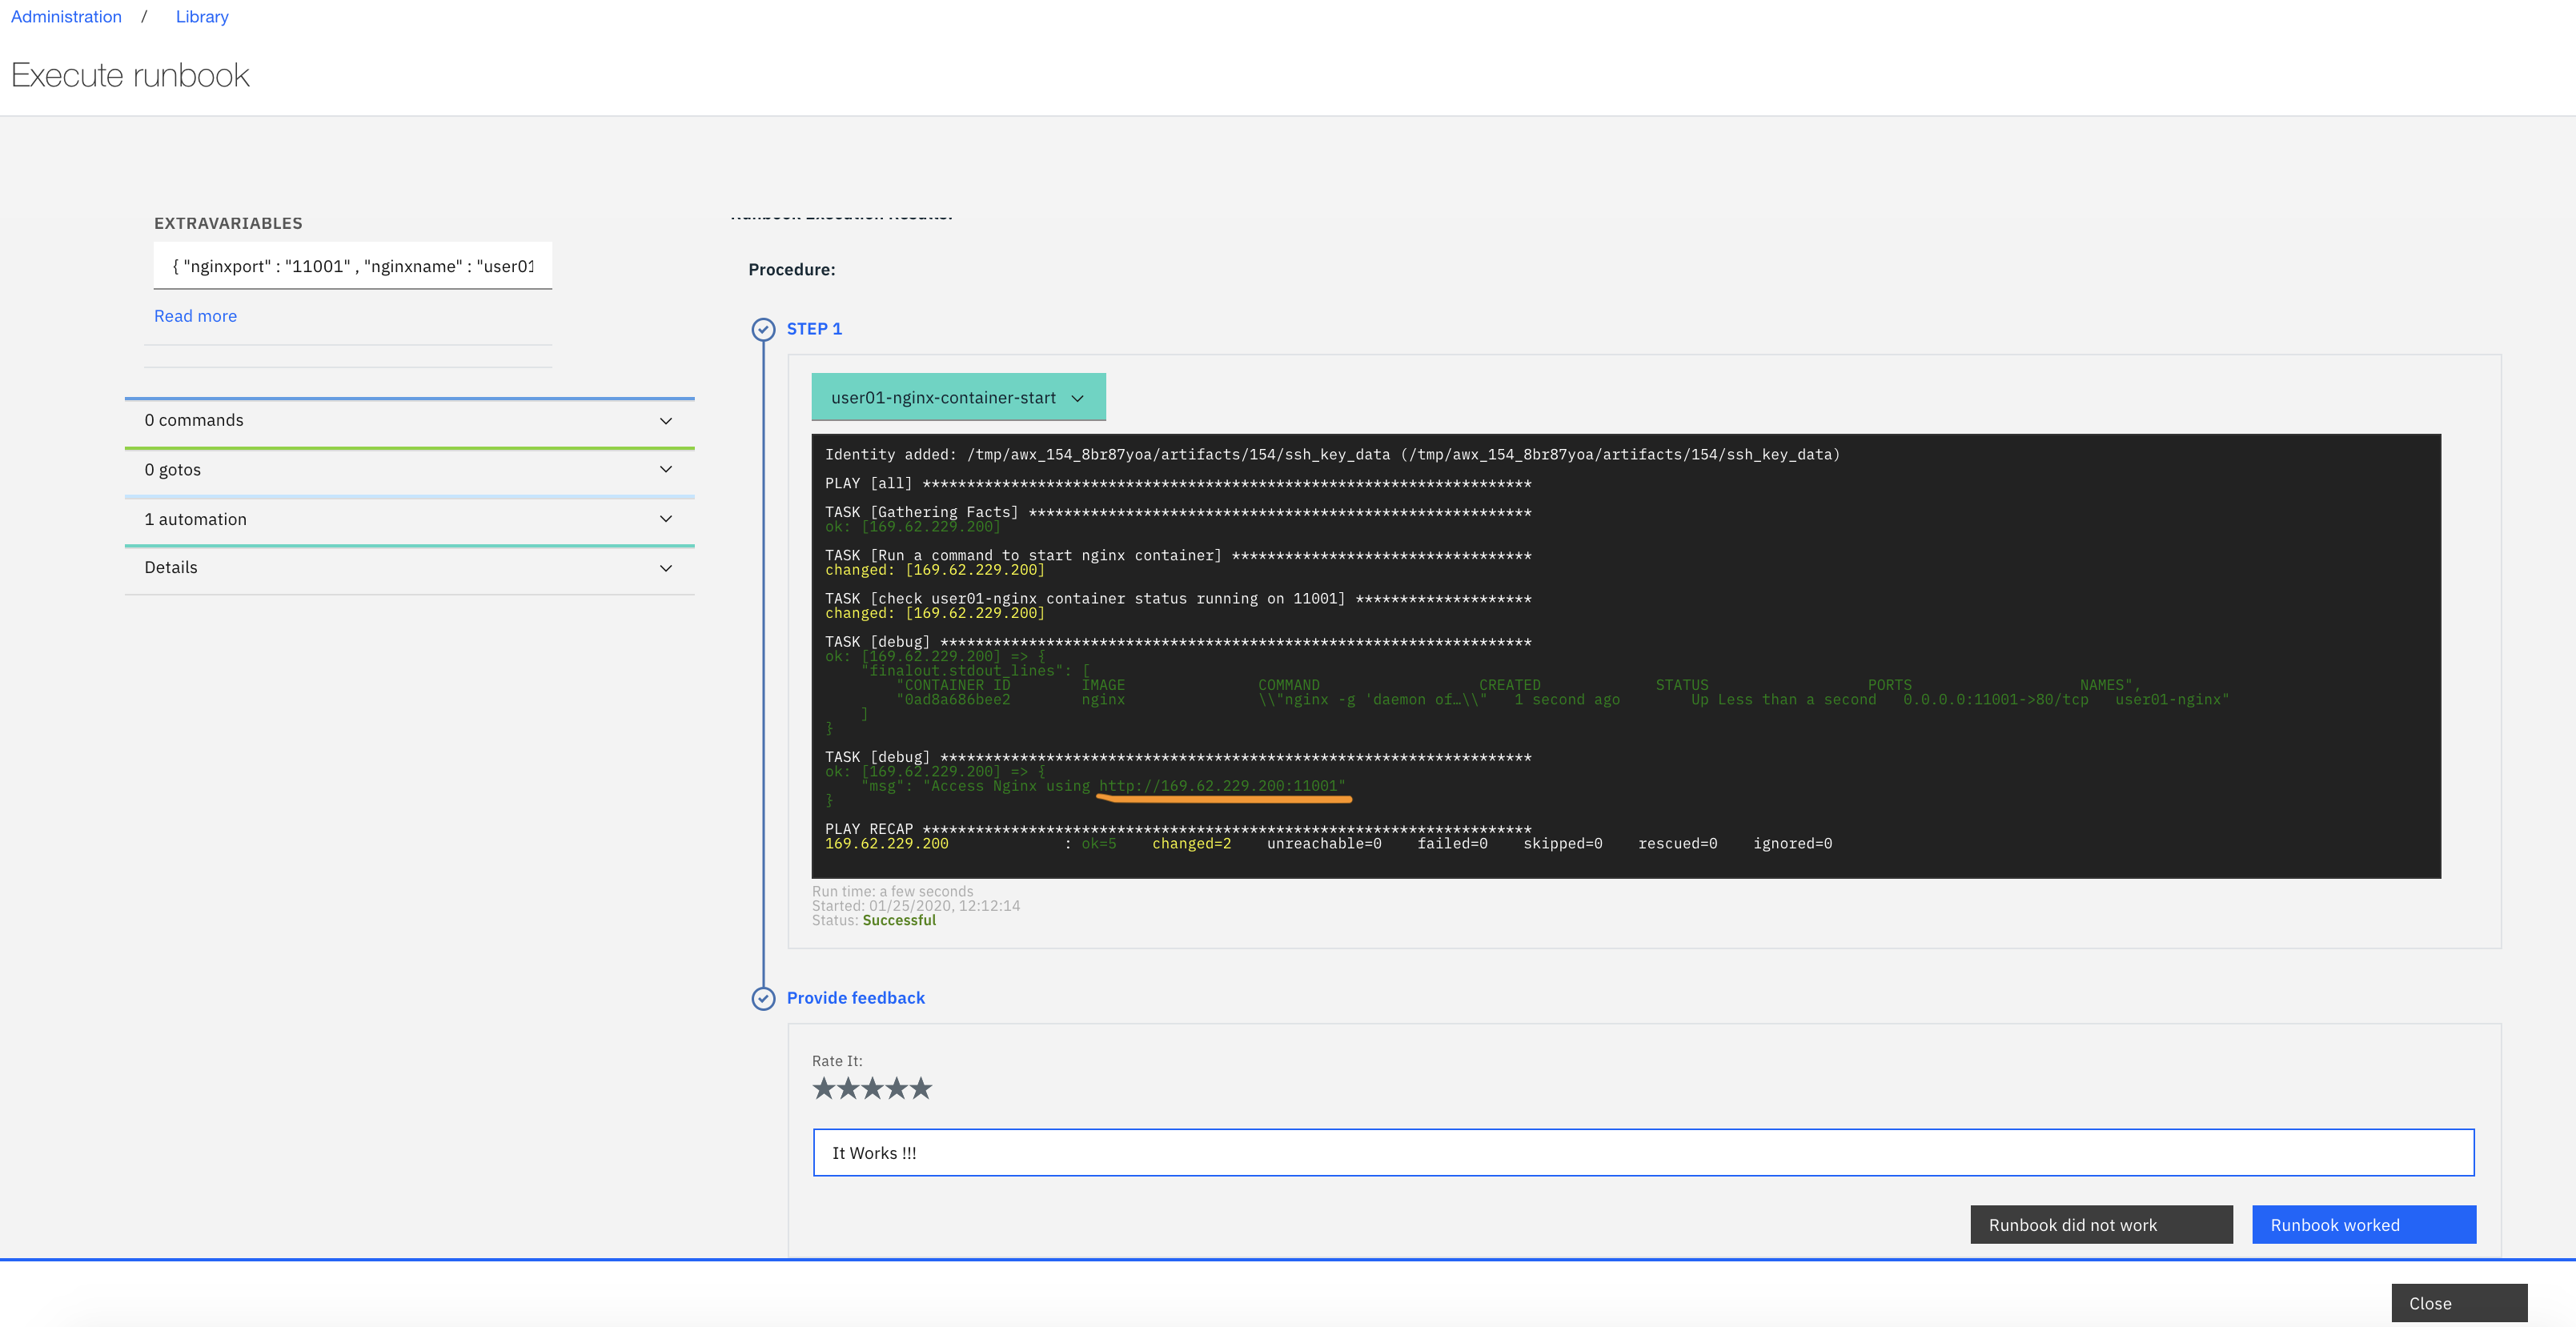 Administration / Library
Execute runbook
EXTRAVARIABLES
{ "nginxport" : "11001" , "nginxname" : "user01
Read more
0 commands
0 gotos
1 automation
Details
Runbook Execution Results:
Procedure:
STEP 1
user01-nginx-container-start
Identity added: /tmp/awx_154_8br87yoa/artifacts/154/ssh_key_data (/tmp/awx_154_8br87yoa/artifacts/154/ssh_key_data)
PLAY [all] *********************************************************************
TASK [Gathering Facts] *********************************************************
ok: [169.62.229.200]
TASK [Run a command to start nginx container] **********************************
changed: [169.62.229.200]
TASK [check user01-nginx container status running on 11001] ********************
changed: [169.62.229.200]
TASK [debug] *******************************************************************
ok: [169.62.229.200] => {
"finalout.stdout_lines": [
"CONTAINER ID        IMAGE               COMMAND                  CREATED             STATUS                  PORTS                   NAMES",
"0ad8a686bee2        nginx               \\"nginx -g 'daemon of…\\"   1 second ago        Up Less than a second   0.0.0.0:11001->80/tcp   user01-nginx"
]
}
TASK [debug] *******************************************************************
ok: [169.62.229.200] => {
"msg": "Access Nginx using http://169.62.229.200:11001"
}
PLAY RECAP *********************************************************************
169.62.229.200             : ok=5    changed=2    unreachable=0    failed=0    skipped=0    rescued=0    ignored=0
Run time: a few seconds
Started: 01/25/2020, 12:12:14
Status: Successful
Provide feedback
Rate It:
It Works !!!
Runbook did not work
Runbook worked
Close